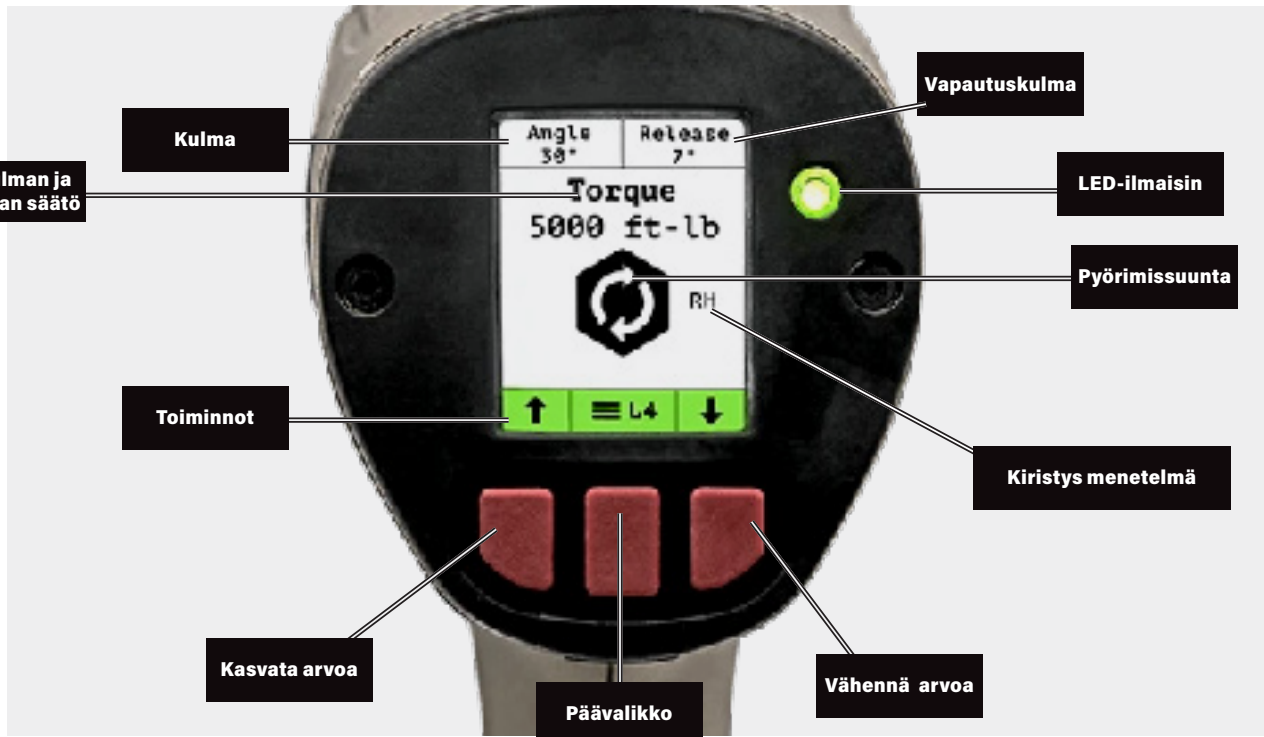 Vapautuskulma
Kulma
Angle
30°
Release
7°
lman ja
an säätö
Torque
5000 ft-lb
LED-ilmaisin
Pyörimissuunta
RH
Toiminnot
L4
Kiristys menetelmä
Kasvata arvoa
Päävalikko
Vähennä arvoa